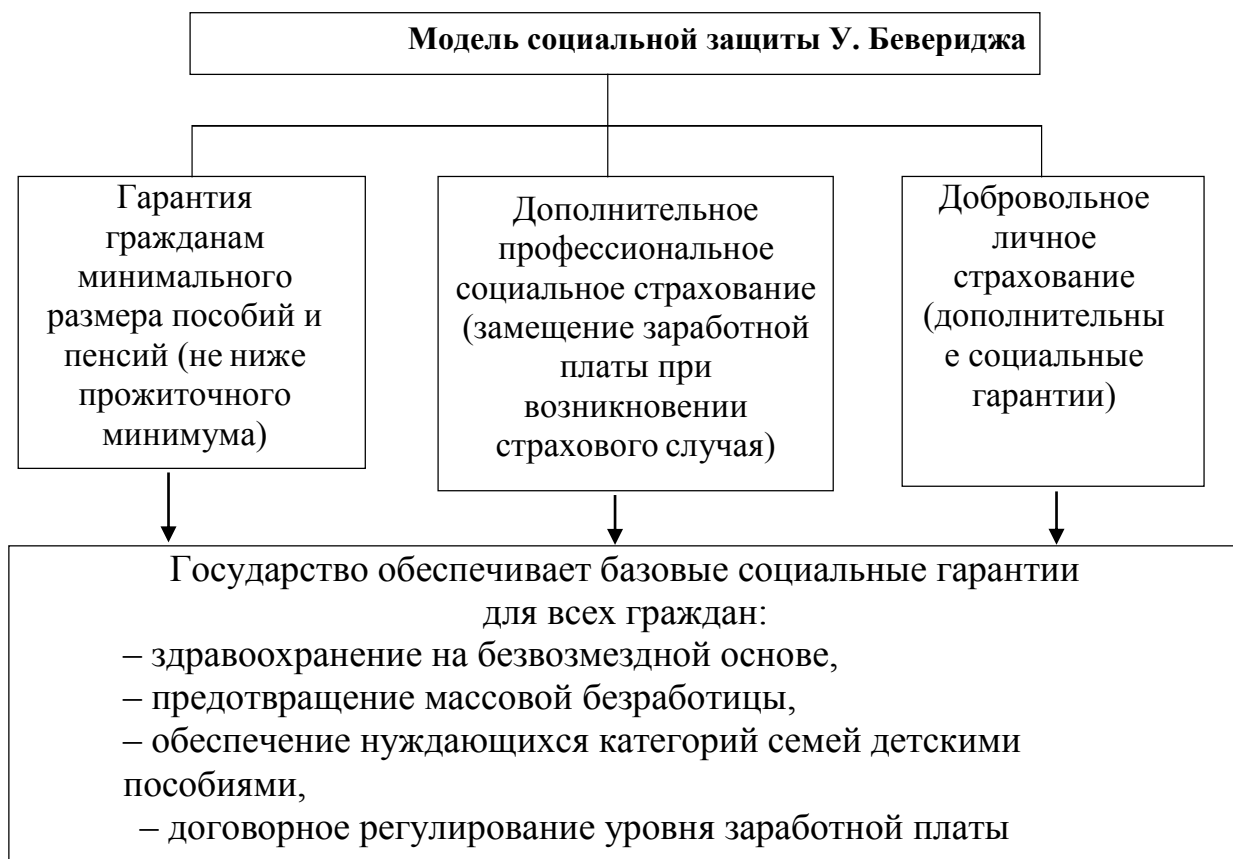 Модель социальной защиты У. Бевериджа
Гарантия
гражданам
минимального
размера пособий и
пенсий (не ниже
прожиточного
минимума)
Дополнительное
профессиональное
социальное страхование
(замещение заработной
платы при
возникновении
страхового случая)
Добровольное
личное
страхование
(дополнительны
е социальные
гарантии)
Государство обеспечивает базовые социальные гарантии
для всех граждан:
– здравоохранение на безвозмездной основе,
– предотвращение массовой безработицы,
– обеспечение нуждающихся категорий семей детскими
пособиями,
– договорное регулирование уровня заработной платы